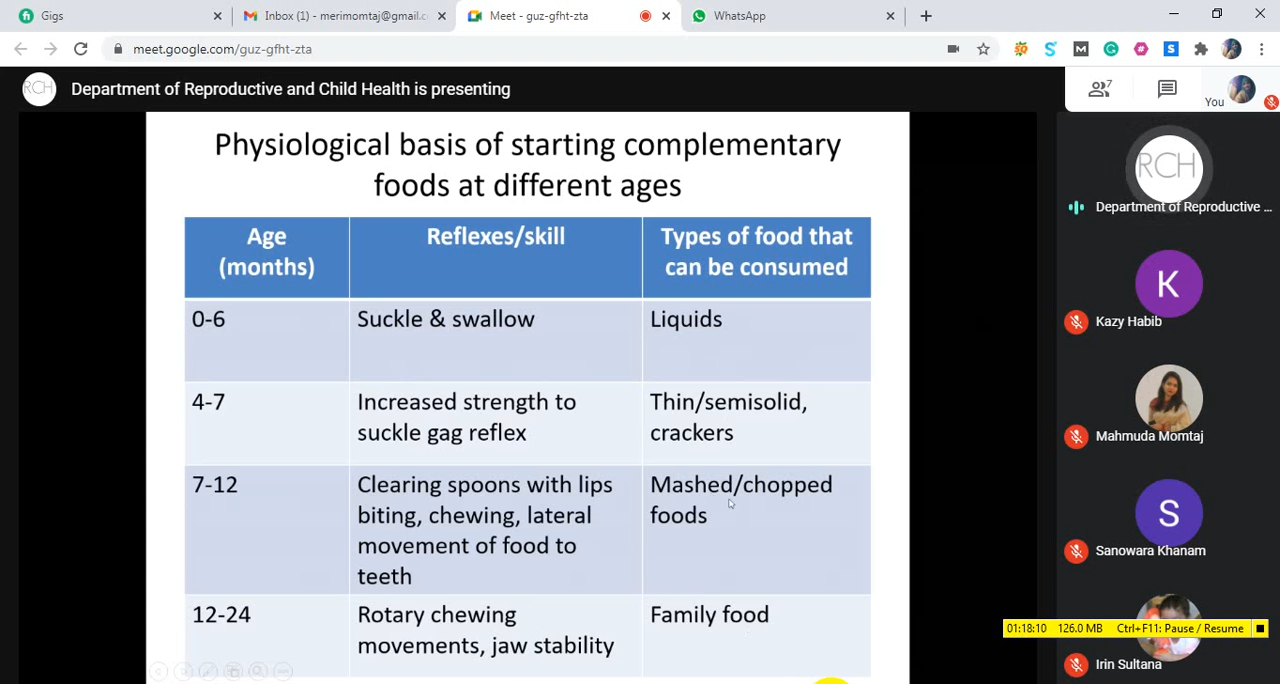 Gigs
Inbox (1) - merimomtaj@gmail.c
Meet - guz-gfht-zta
WhatsApp
meet.google.com/guz-gfht-zta
RCH
Department of Reproductive and Child Health is presenting
7
You
Physiological basis of starting complementary
foods at different ages
Age
(months)
Reflexes/skill
Types of food that
can be consumed
0-6
Suckle & swallow
Liquids
4-7
Increased strength to
suckle gag reflex
Thin/semisolid,
crackers
7-12
Clearing spoons with lips
biting, chewing, lateral
movement of food to
teeth
Mashed/chopped
foods
12-24
Rotary chewing
movements, jaw stability
Family food
RCH
Department of Reproductive ...
K
Kazy Habib
Mahmuda Momtaj
S
Sanowara Khanam
01:18:10 126.0 MB Ctrl+F11: Pause / Resume
Irin Sultana